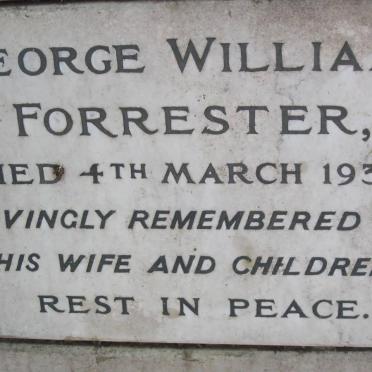 EORGE WILLIA
FORRESTER,
IED 4TH MARCH 193
VINGLY REMEMBERED
HIS WIFE AND CHILDRE
REST IN PEACE.